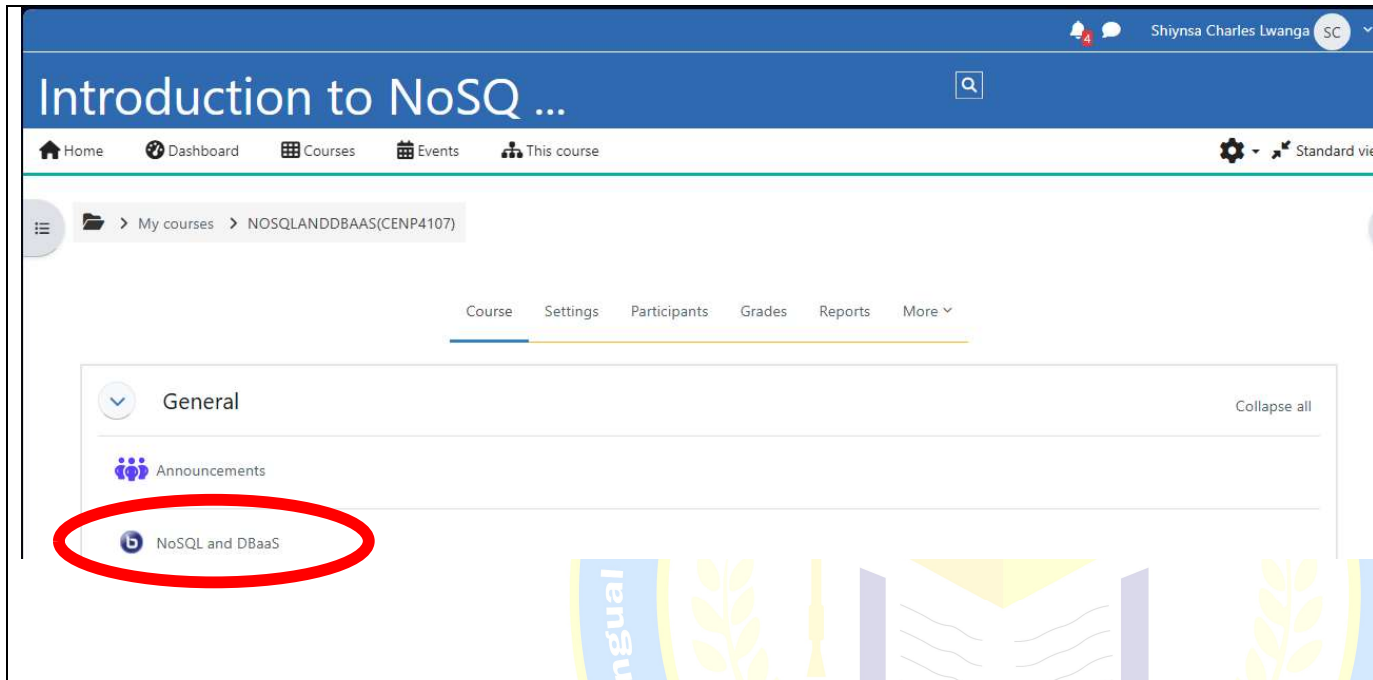 4
Shiynsa Charles Lwanga SC
Introduction to NoSQ ...
Home Dashboard Courses Events This course Standard vie
> My courses > NOSQLANDDBAAS(CENP4107)
Course Settings Participants Grades Reports More
General Collapse all
Announcements
b NoSQL and DBaaS
ngual